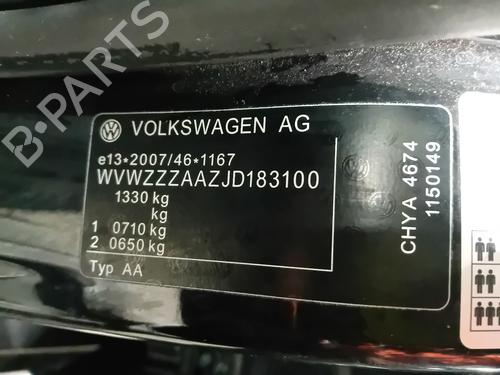 VOLKSWAGEN AG
e13*2007/46*1167
WVWZZZAAZJD183100
1330 kg
kg
1 0710 kg
2 0650 kg
Typ AA
CHYA 4674
1150149
B-PARTS